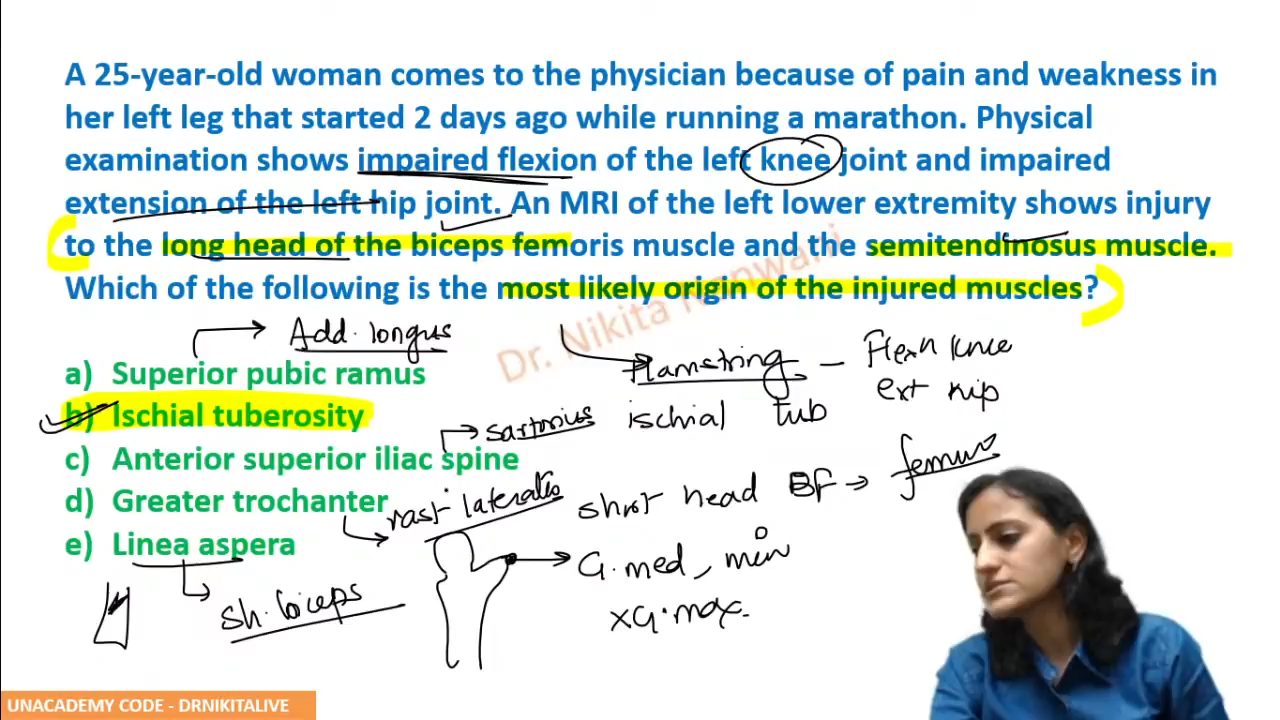 A 25-year-old woman comes to the physician because of pain and weakness in
her left leg that started 2 days ago while running a marathon. Physical
examination shows impaired flexion of the left knee joint and impaired
extension of the left hip joint. An MRI of the left lower extremity shows injury
to the long head of the biceps femoris muscle and the semitendinosus muscle.
Which of the following is the most likely origin of the injured muscles?
Dr. Nikita Nanwani
Add. longus
Hamstring – Flexn knee
ext hip
a) Superior pubic ramus
b) Ischial tuberosity
sartorius
ischial tub
c) Anterior superior iliac spine
d) Greater trochanter
vast lateralis
short head BF → femur
e) Linea aspera
G. med, min
sh. biceps
x G. max.
UNACADEMY CODE - DRNIKITALIVE